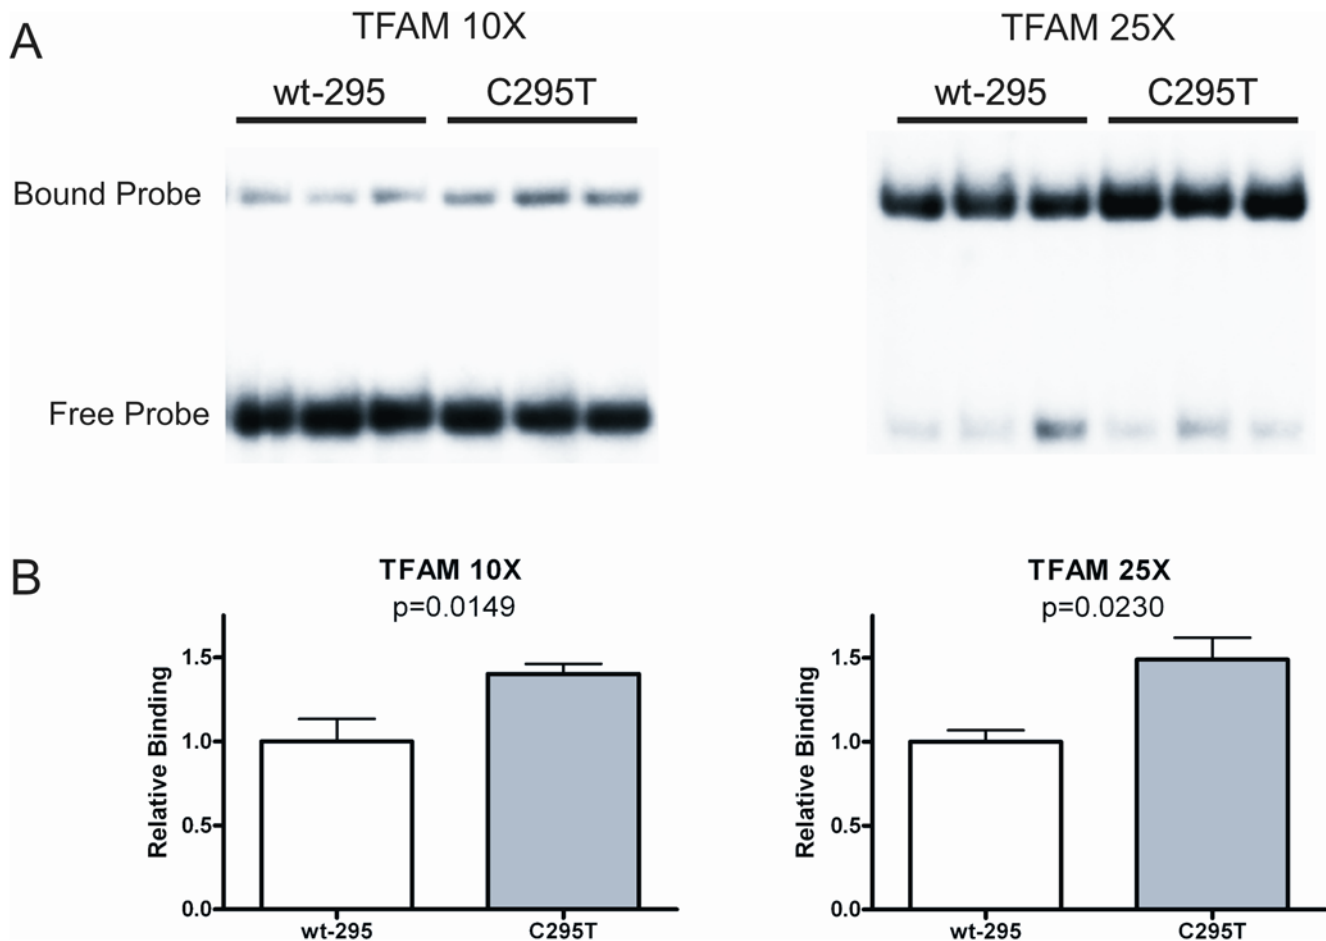 A
TFAM 10X
TFAM 25X
wt-295
C295T
wt-295
C295T
Bound Probe
Free Probe
B
TFAM 10X
p=0.0149
Relative Binding
1.5
1.0
0.5
0.0
wt-295
C295T
TFAM 25X
p=0.0230
Relative Binding
1.5
1.0
0.5
0.0
wt-295
C295T